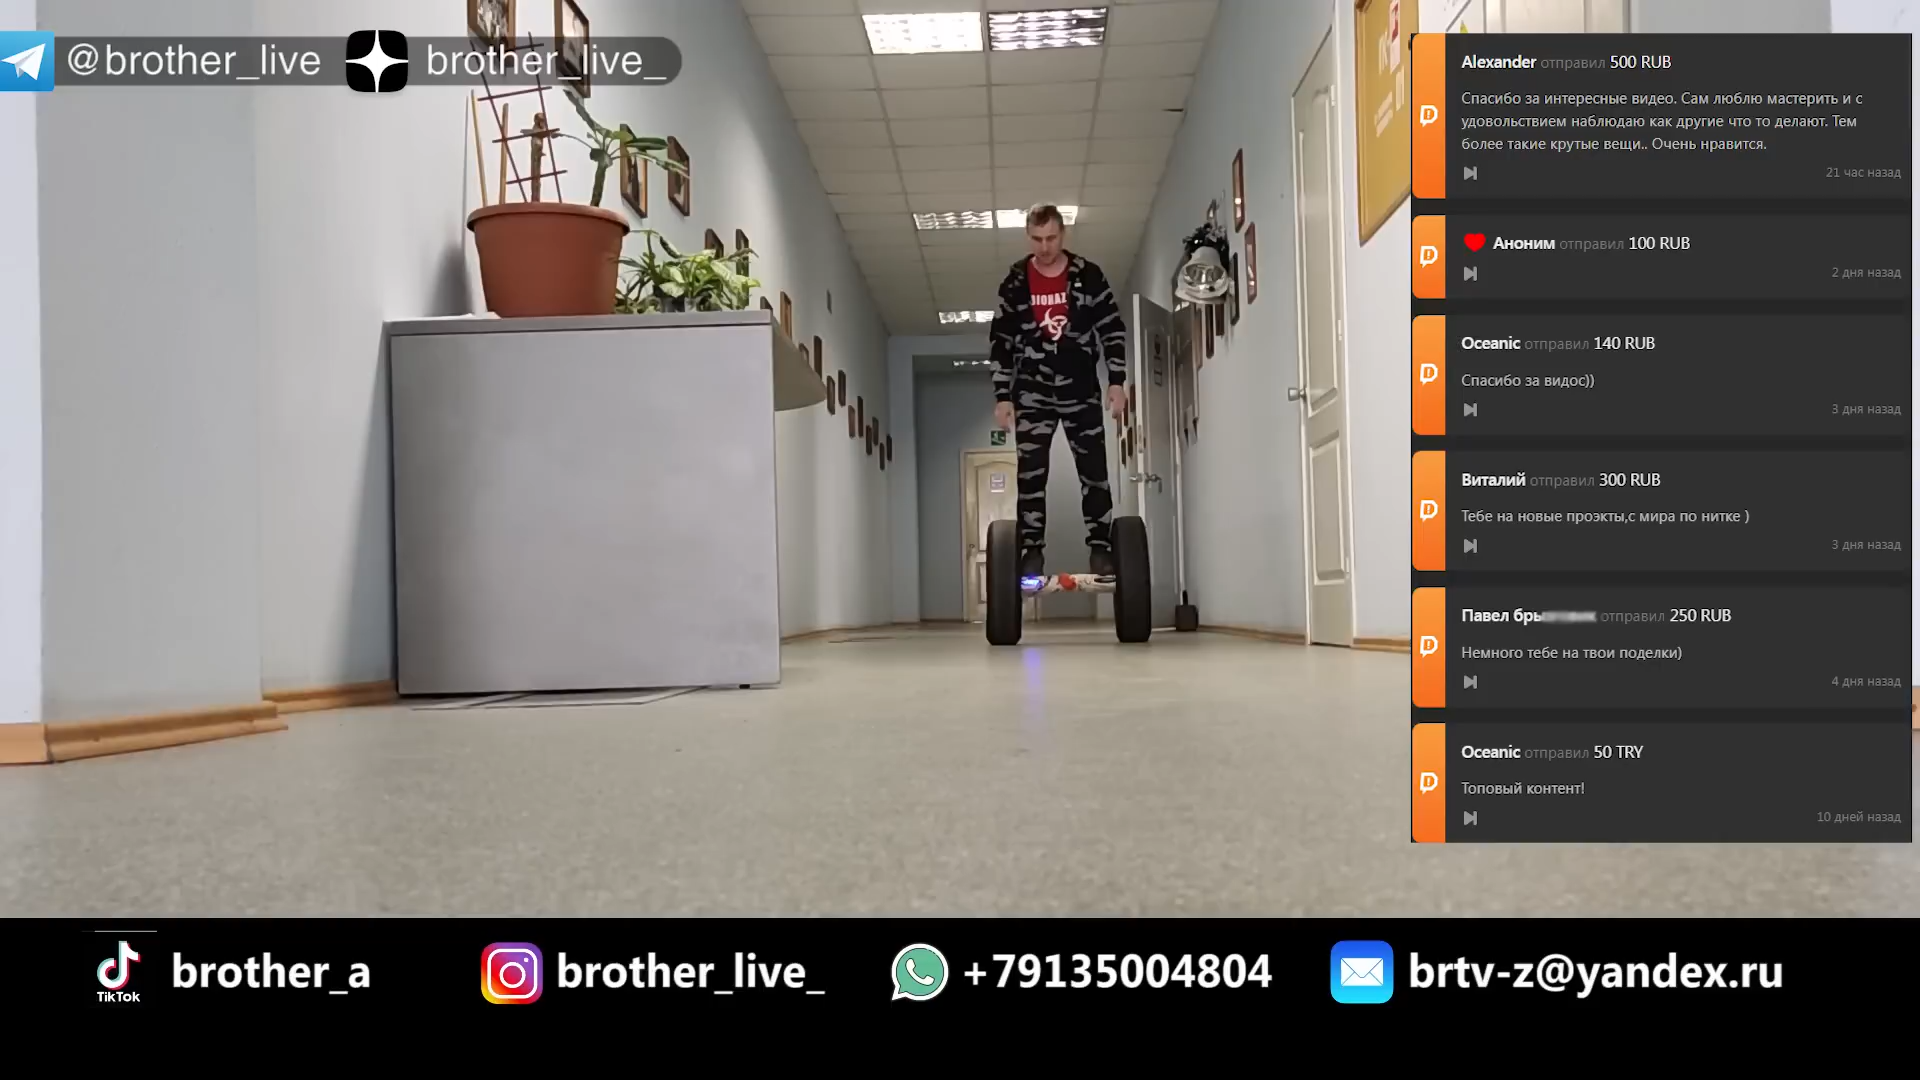 @brother_live brother_live_
Alexander отправил 500 RUB
Спасибо за интересные видео. Сам люблю мастерить и с
удовольствием наблюдаю как другие что то делают. Тем
более такие крутые вещи.. Очень нравится.
21 час назад
Аноним отправил 100 RUB
2 дня назад
Oceanic отправил 140 RUB
Спасибо за видос))
3 дня назад
Виталий отправил 300 RUB
Тебе на новые проэкты,с мира по нитке )
3 дня назад
Павел отправил 250 RUB
Немного тебе на твои поделки)
4 дня назад
Oceanic отправил 50 TRY
Топовый контент!
10 дней назад
TikTok
brother_a
brother_live_
+79135004804
brtv-z@yandex.ru